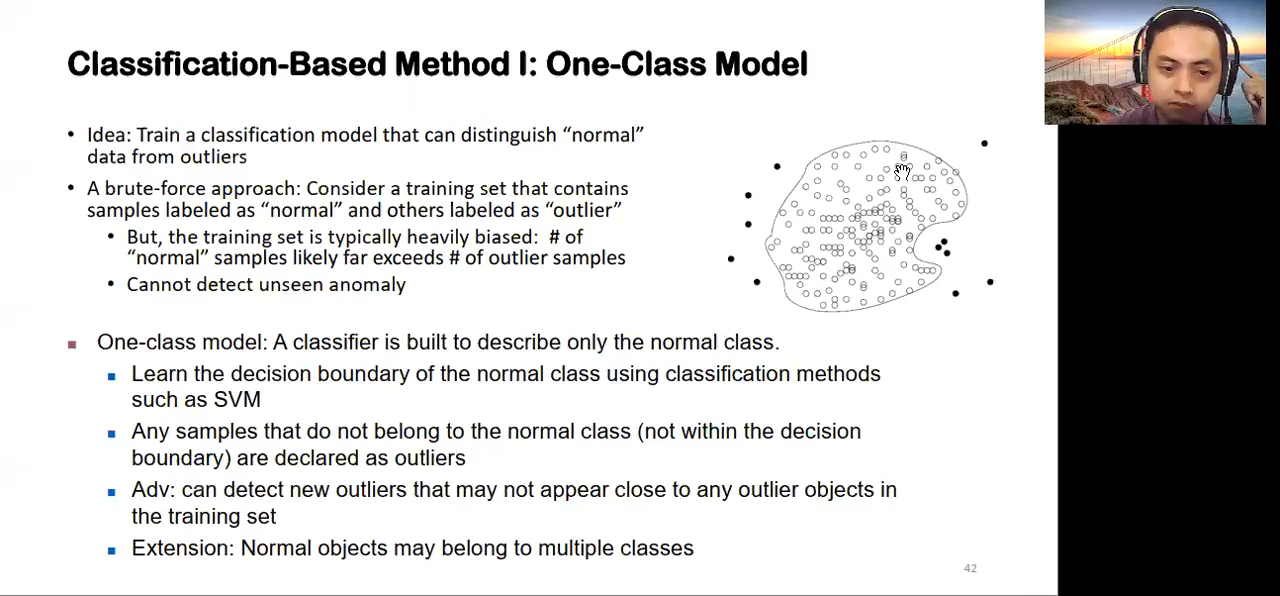 Classification-Based Method I: One-Class Model
• Idea: Train a classification model that can distinguish “normal”
data from outliers
• A brute-force approach: Consider a training set that contains
samples labeled as “normal” and others labeled as “outlier”
• But, the training set is typically heavily biased: # of
“normal” samples likely far exceeds # of outlier samples
• Cannot detect unseen anomaly
■ One-class model: A classifier is built to describe only the normal class.
■ Learn the decision boundary of the normal class using classification methods
such as SVM
■ Any samples that do not belong to the normal class (not within the decision
boundary) are declared as outliers
■ Adv: can detect new outliers that may not appear close to any outlier objects in
the training set
■ Extension: Normal objects may belong to multiple classes
42